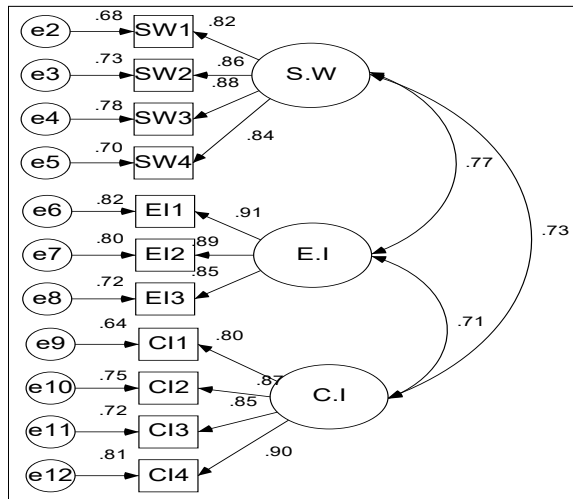 .68 .82
e2 SW1
.73 .86
e3 SW2 S.W
.88
.78
e4 SW3
.84
.70
e5 SW4
.77
.82
e6 EI1 .91
.73
.80 .89
e7 EI2 E.I
.72 .85
e8 EI3
.64 .71
e9 CI1 .80
.75 .87
e10 CI2 C.I
.72 .85
e11 CI3
.81 .90
e12 CI4